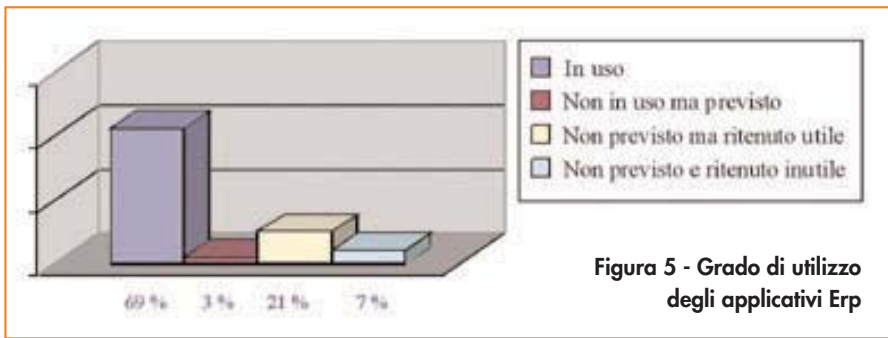 In uso
Non in uso ma previsto
Non previsto ma ritenuto utile
Non previsto e ritenuto inutile
69 % 3 % 21 % 7 %
Figura 5 - Grado di utilizzo
degli applicativi Erp